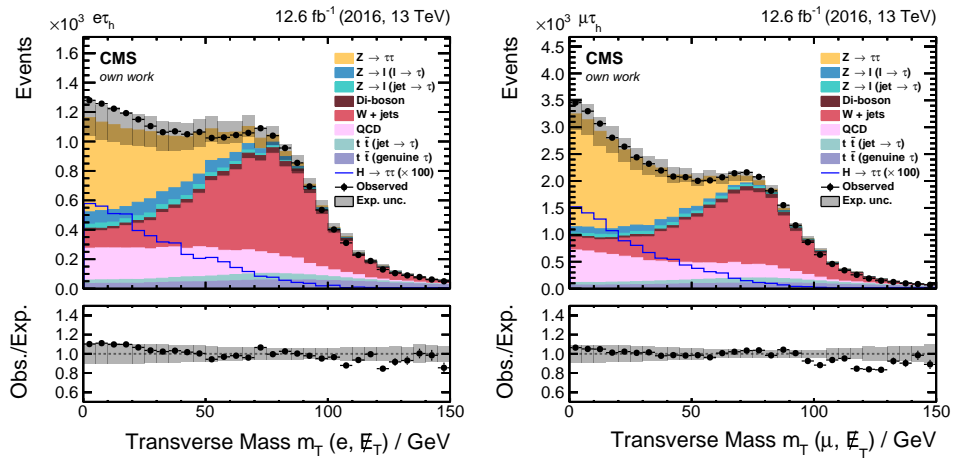 ×10³ eτₕ 12.6 fb⁻¹ (2016, 13 TeV)
Events
1.6
1.4
1.2
1.0
0.8
0.6
0.4
0.2
0.0
CMS
own work
Z → ττ
Z → l (l → τ)
Z → l (jet → τ)
Di-boson
W + jets
QCD
t t̄ (jet → τ)
t t̄ (genuine τ)
H → ττ (× 100)
Observed
Exp. unc.
Obs./Exp.
1.4
1.2
1.0
0.8
0.6
0 50 100 150
Transverse Mass m_T (e, E̸_T) / GeV
×10³ μτₕ 12.6 fb⁻¹ (2016, 13 TeV)
Events
4.5
4.0
3.5
3.0
2.5
2.0
1.5
1.0
0.5
0.0
CMS
own work
Z → ττ
Z → l (l → τ)
Z → l (jet → τ)
Di-boson
W + jets
QCD
t t̄ (jet → τ)
t t̄ (genuine τ)
H → ττ (× 100)
Observed
Exp. unc.
Obs./Exp.
1.4
1.2
1.0
0.8
0.6
0 50 100 150
Transverse Mass m_T (μ, E̸_T) / GeV